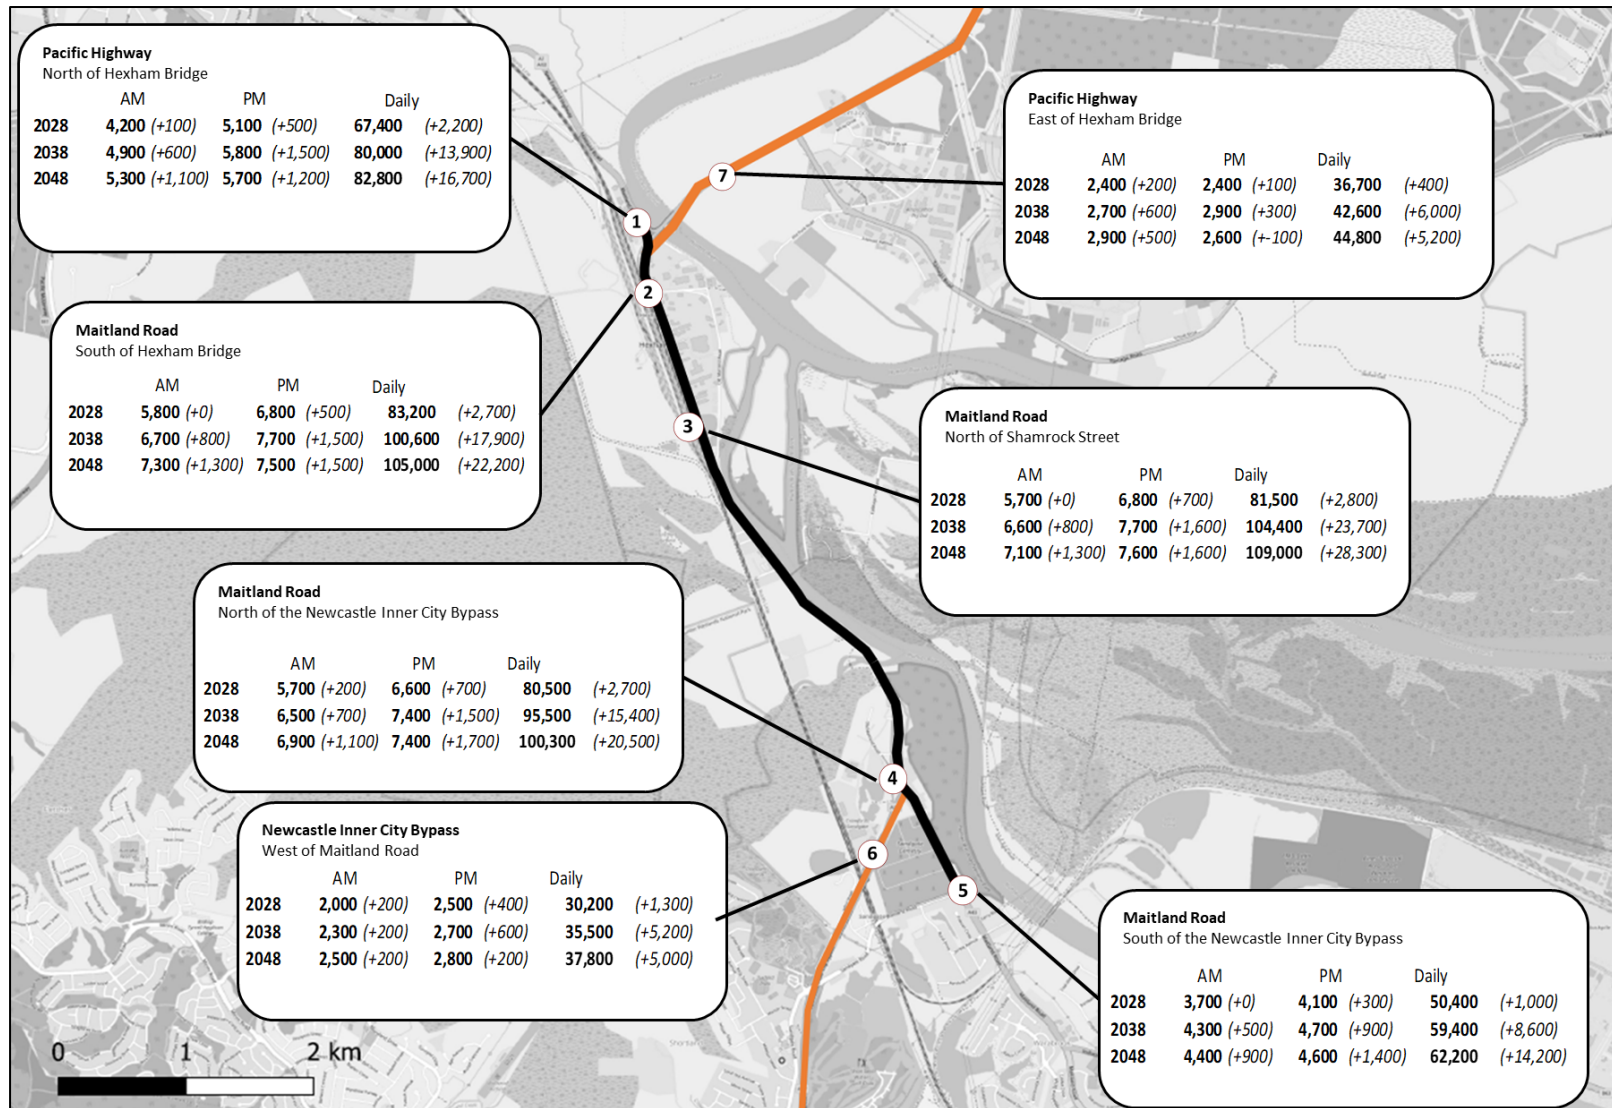 Pacific Highway
North of Hexham Bridge
AM PM Daily
2028 4,200 (+100) 5,100 (+500) 67,400 (+2,200)
2038 4,900 (+600) 5,800 (+1,500) 80,000 (+13,900)
2048 5,300 (+1,100) 5,700 (+1,200) 82,800 (+16,700)
Pacific Highway
East of Hexham Bridge
AM PM Daily
2028 2,400 (+200) 2,400 (+100) 36,700 (+400)
2038 2,700 (+600) 2,900 (+300) 42,600 (+6,000)
2048 2,900 (+500) 2,600 (+-100) 44,800 (+5,200)
7
1
2
Maitland Road
South of Hexham Bridge
AM PM Daily
2028 5,800 (+0) 6,800 (+500) 83,200 (+2,700)
2038 6,700 (+800) 7,700 (+1,500) 100,600 (+17,900)
2048 7,300 (+1,300) 7,500 (+1,500) 105,000 (+22,200)
3
Maitland Road
North of Shamrock Street
AM PM Daily
2028 5,700 (+0) 6,800 (+700) 81,500 (+2,800)
2038 6,600 (+800) 7,700 (+1,600) 104,400 (+23,700)
2048 7,100 (+1,300) 7,600 (+1,600) 109,000 (+28,300)
Maitland Road
North of the Newcastle Inner City Bypass
AM PM Daily
2028 5,700 (+200) 6,600 (+700) 80,500 (+2,700)
2038 6,500 (+700) 7,400 (+1,500) 95,500 (+15,400)
2048 6,900 (+1,100) 7,400 (+1,700) 100,300 (+20,500)
4
Newcastle Inner City Bypass
West of Maitland Road
AM PM Daily
2028 2,000 (+200) 2,500 (+400) 30,200 (+1,300)
2038 2,300 (+200) 2,700 (+600) 35,500 (+5,200)
2048 2,500 (+200) 2,800 (+200) 37,800 (+5,000)
6
5
Maitland Road
South of the Newcastle Inner City Bypass
AM PM Daily
2028 3,700 (+0) 4,100 (+300) 50,400 (+1,000)
2038 4,300 (+500) 4,700 (+900) 59,400 (+8,600)
2048 4,400 (+900) 4,600 (+1,400) 62,200 (+14,200)
0 1 2 km